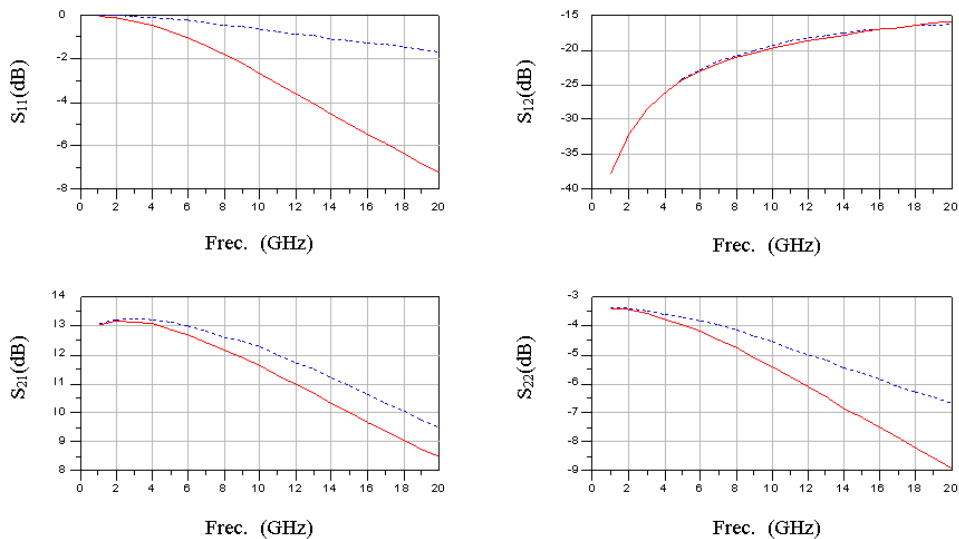 S11(dB)
0
-2
-4
-6
-8
0 2 4 6 8 10 12 14 16 18 20
Frec. (GHz)
S12(dB)
-15
-20
-25
-30
-35
-40
0 2 4 6 8 10 12 14 16 18 20
Frec. (GHz)
S21(dB)
14
13
12
11
10
9
8
0 2 4 6 8 10 12 14 16 18 20
Frec. (GHz)
S22(dB)
-3
-4
-5
-6
-7
-8
-9
0 2 4 6 8 10 12 14 16 18 20
Frec. (GHz)